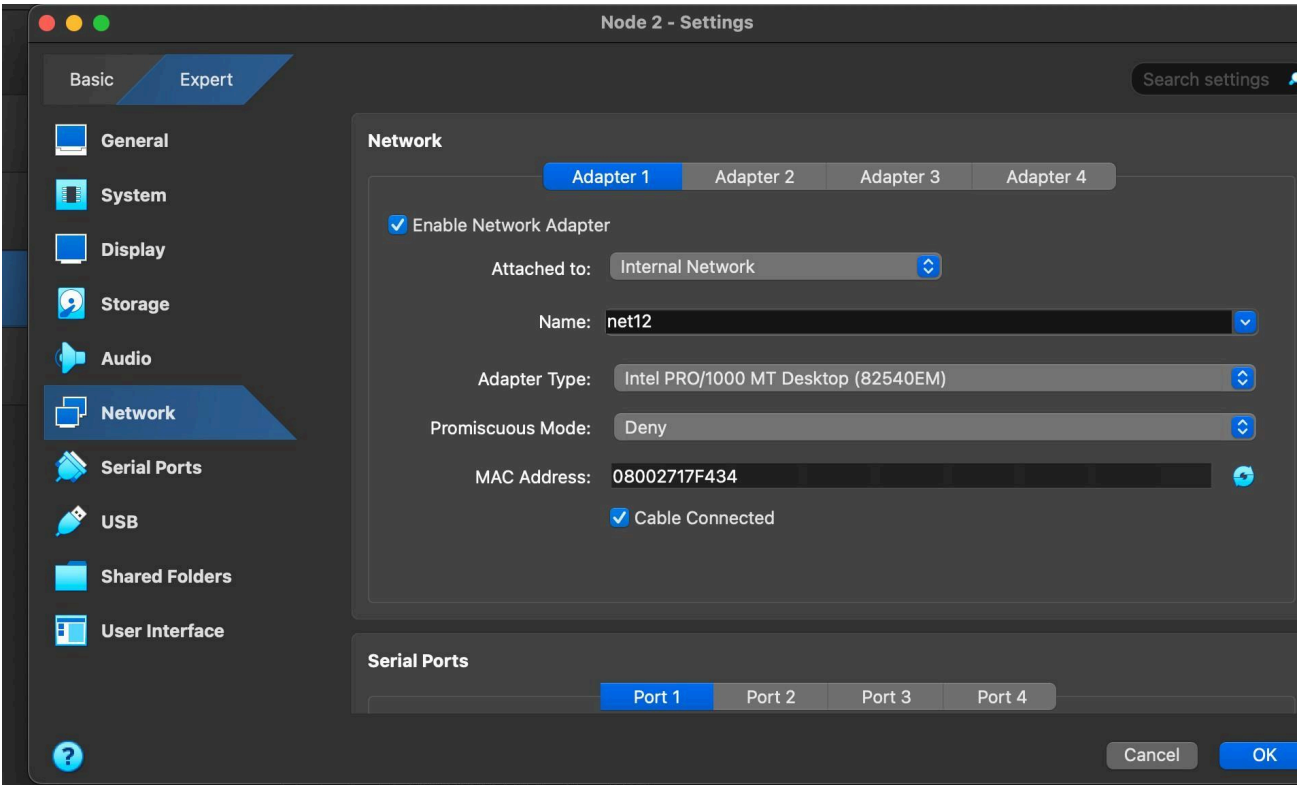 Node 2 - Settings
Basic Expert
Search settings
General
System
Display
Storage
Audio
Network
Serial Ports
USB
Shared Folders
User Interface
Network
Adapter 1 Adapter 2 Adapter 3 Adapter 4
Enable Network Adapter
Attached to: Internal Network
Name: net12
Adapter Type: Intel PRO/1000 MT Desktop (82540EM)
Promiscuous Mode: Deny
MAC Address: 08002717F434
Cable Connected
Serial Ports
Port 1 Port 2 Port 3 Port 4
?
Cancel OK